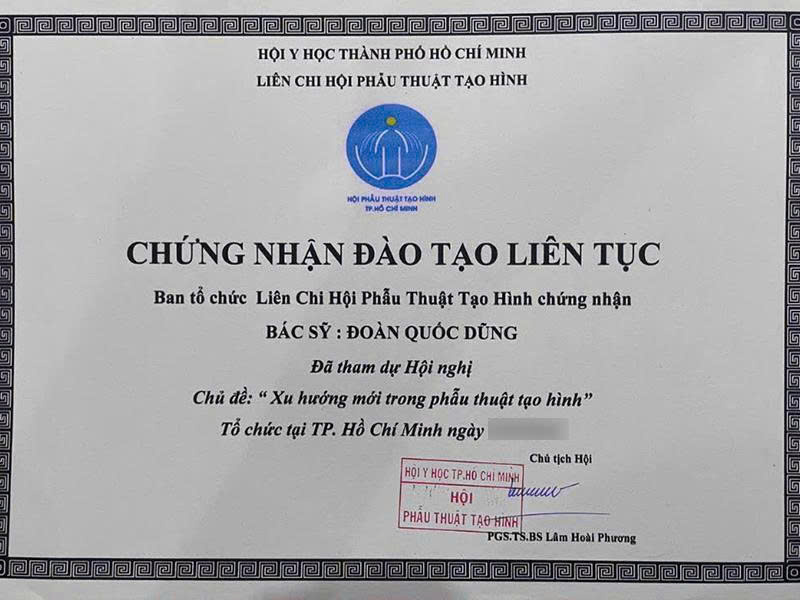 HỘI Y HỌC THÀNH PHỐ HỒ CHÍ MINH
LIÊN CHI HỘI PHẪU THUẬT TẠO HÌNH
HỘI PHẪU THUẬT TẠO HÌNH
TP.HỒ CHÍ MINH
CHỨNG NHẬN ĐÀO TẠO LIÊN TỤC
Ban tổ chức Liên Chi Hội Phẫu Thuật Tạo Hình chứng nhận
BÁC SỸ : ĐOÀN QUỐC DŨNG
Đã tham dự Hội nghị
Chủ đề: “ Xu hướng mới trong phẫu thuật tạo hình”
Tổ chức tại TP. Hồ Chí Minh ngày
Chủ tịch Hội
HỘI Y HỌC TP.HỒ CHÍ MINH
HỘI
PHẪU THUẬT TẠO HÌNH
PGS.TS.BS Lâm Hoài Phương